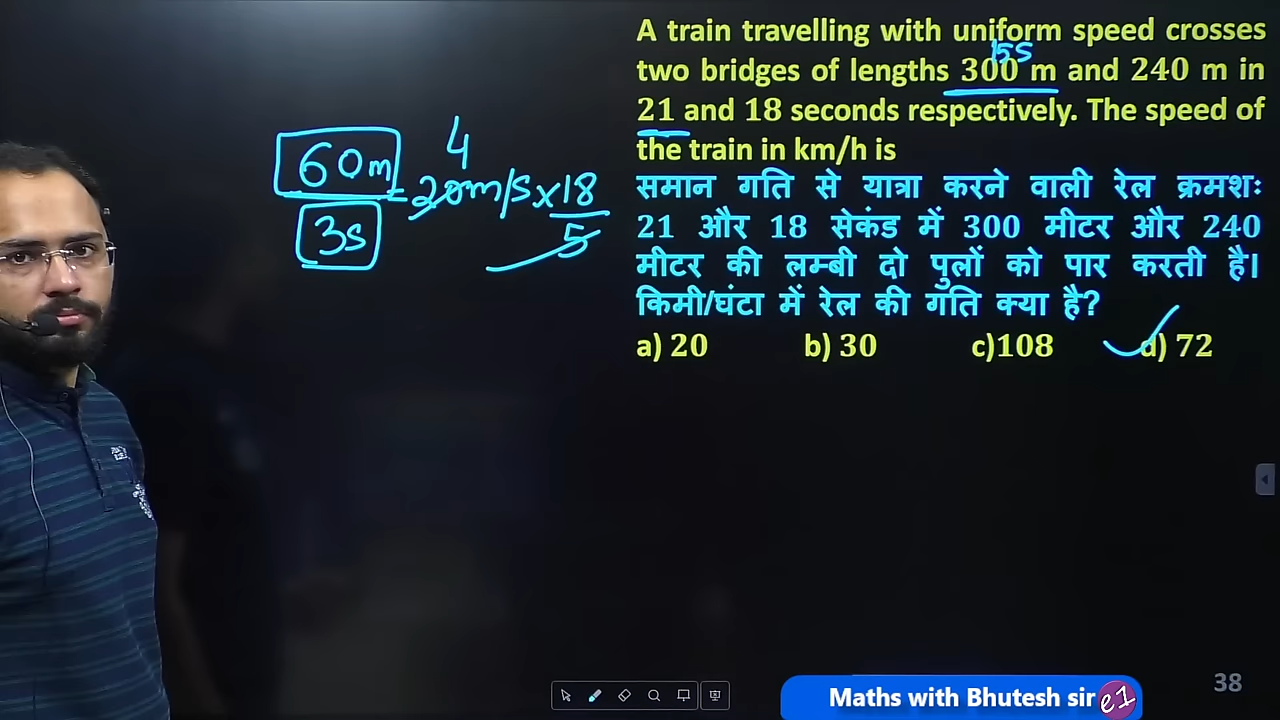 A train travelling with uniform speed crosses
15s
two bridges of lengths 300 m and 240 m in
21 and 18 seconds respectively. The speed of
the train in km/h is
समान गति से यात्रा करने वाली रेल क्रमशः
21 और 18 सेकंड में 300 मीटर और 240
मीटर की लम्बी दो पुलों को पार करती है।
किमी/घंटा में रेल की गति क्या है?
a) 20 b) 30 c)108 d) 72
4
60m = 20m/s x 18
3s 5
38
Maths with Bhutesh sir e1